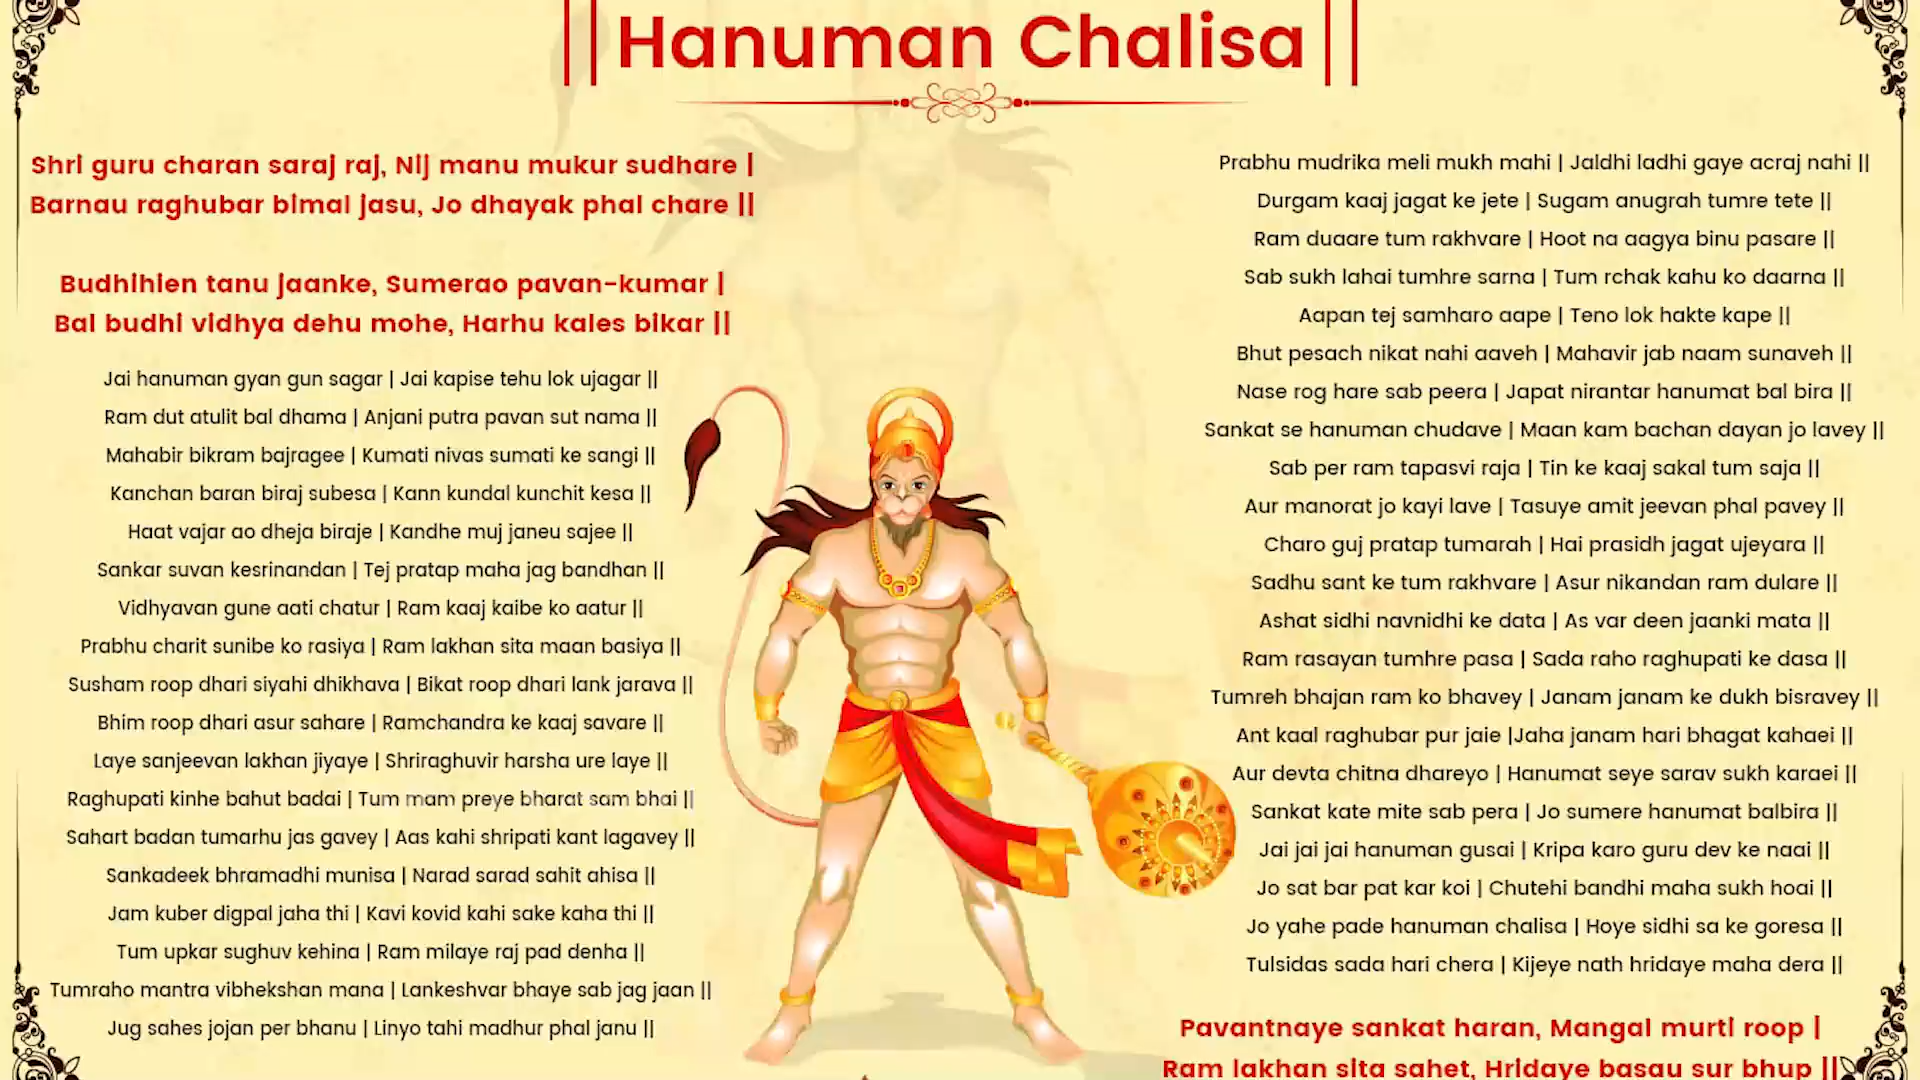 || Hanuman Chalisa ||
Shri guru charan saraj raj, Nij manu mukur sudhare |
Barnau raghubar bimal jasu, Jo dhayak phal chare ||
Budhihien tanu jaanke, Sumerao pavan-kumar |
Bal budhi vidhya dehu mohe, Harhu kales bikar ||
Jai hanuman gyan gun sagar | Jai kapise tehu lok ujagar ||
Ram dut atulit bal dhama | Anjani putra pavan sut nama ||
Mahabir bikram bajragee | Kumati nivas sumati ke sangi ||
Kanchan baran biraj subesa | Kann kundal kunchit kesa ||
Haat vajar ao dheja biraje | Kandhe muj janeu sajee ||
Sankar suvan kesrinandan | Tej pratap maha jag bandhan ||
Vidhyavan gune aati chatur | Ram kaaj kaibe ko aatur ||
Prabhu charit sunibe ko rasiya | Ram lakhan sita maan basiya ||
Susham roop dhari siyahi dhikhava | Bikat roop dhari lank jarava ||
Bhim roop dhari asur sahare | Ramchandra ke kaaj savare ||
Laye sanjeevan lakhan jiyaye | Shriraghuvir harsha ure laye ||
Raghupati kinhe bahut badai | Tum mam preye bharat sam bhai ||
Sahart badan tumarhu jas gavey | Aas kahi shripati kant lagavey ||
Sankadeek bhramadhi munisa | Narad sarad sahit ahisa ||
Jam kuber digpal jaha thi | Kavi kovid kahi sake kaha thi ||
Tum upkar sughuv kehina | Ram milaye raj pad denha ||
Tumraho mantra vibhekshan mana | Lankeshvar bhaye sab jag jaan ||
Jug sahes jojan per bhanu | Linyo tahi madhur phal janu ||
Prabhu mudrika meli mukh mahi | Jaldhi ladhi gaye acraj nahi ||
Durgam kaaj jagat ke jete | Sugam anugrah tumre tete ||
Ram duaare tum rakhvare | Hoot na aagya binu pasare ||
Sab sukh lahai tumhre sarna | Tum rchak kahu ko daarna ||
Aapan tej samharo aape | Teno lok hakte kape ||
Bhut pesach nikat nahi aaveh | Mahavir jab naam sunaveh ||
Nase rog hare sab peera | Japat nirantar hanumat bal bira ||
Sankat se hanuman chudave | Maan kam bachan dayan jo lavey ||
Sab per ram tapasvi raja | Tin ke kaaj sakal tum saja ||
Aur manorat jo kayi lave | Tasuye amit jeevan phal pavey ||
Charo guj pratap tumarah | Hai prasidh jagat ujeyara ||
Sadhu sant ke tum rakhvare | Asur nikandan ram dulare ||
Ashat sidhi navnidhi ke data | As var deen jaanki mata ||
Ram rasayan tumhre pasa | Sada raho raghupati ke dasa ||
Tumreh bhajan ram ko bhavey | Janam janam ke dukh bisravey ||
Ant kaal raghubar pur jaie |Jaha janam hari bhagat kahaei ||
Aur devta chitna dhareyo | Hanumat seye sarav sukh karaei ||
Sankat kate mite sab pera | Jo sumere hanumat balbira ||
Jai jai jai hanuman gusai | Kripa karo guru dev ke naai ||
Jo sat bar pat kar koi | Chutehi bandhi maha sukh hoai ||
Jo yahe pade hanuman chalisa | Hoye sidhi sa ke goresa ||
Tulsidas sada hari chera | Kijeye nath hridaye maha dera ||
Pavantnaye sankat haran, Mangal murti roop |
Ram lakhan sita sahet, Hridaye basau sur bhup ||